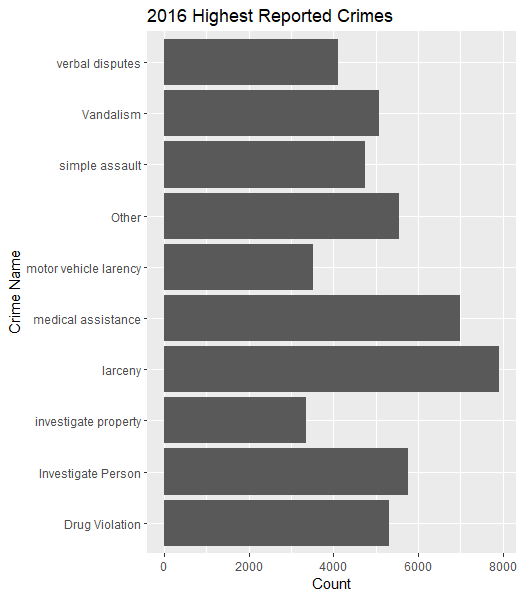 2016 Highest Reported Crimes
Crime Name
verbal disputes
Vandalism
simple assault
Other
motor vehicle larency
medical assistance
larceny
investigate property
Investigate Person
Drug Violation
0 2000 4000 6000 8000
Count